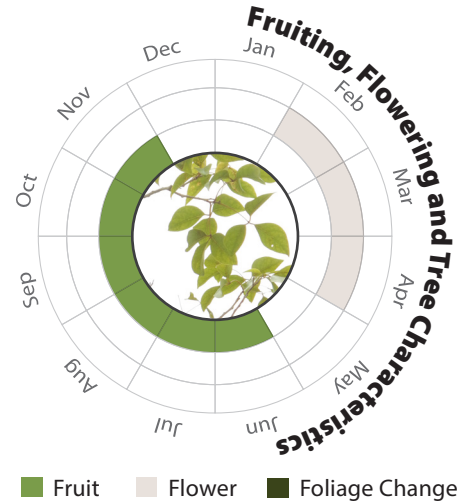 Fruiting, Flowering and Tree Characteristics
Jan
Feb
Mar
Apr
May
Jun
Jul
Aug
Sep
Oct
Nov
Dec
Fruit
Flower
Foliage Change